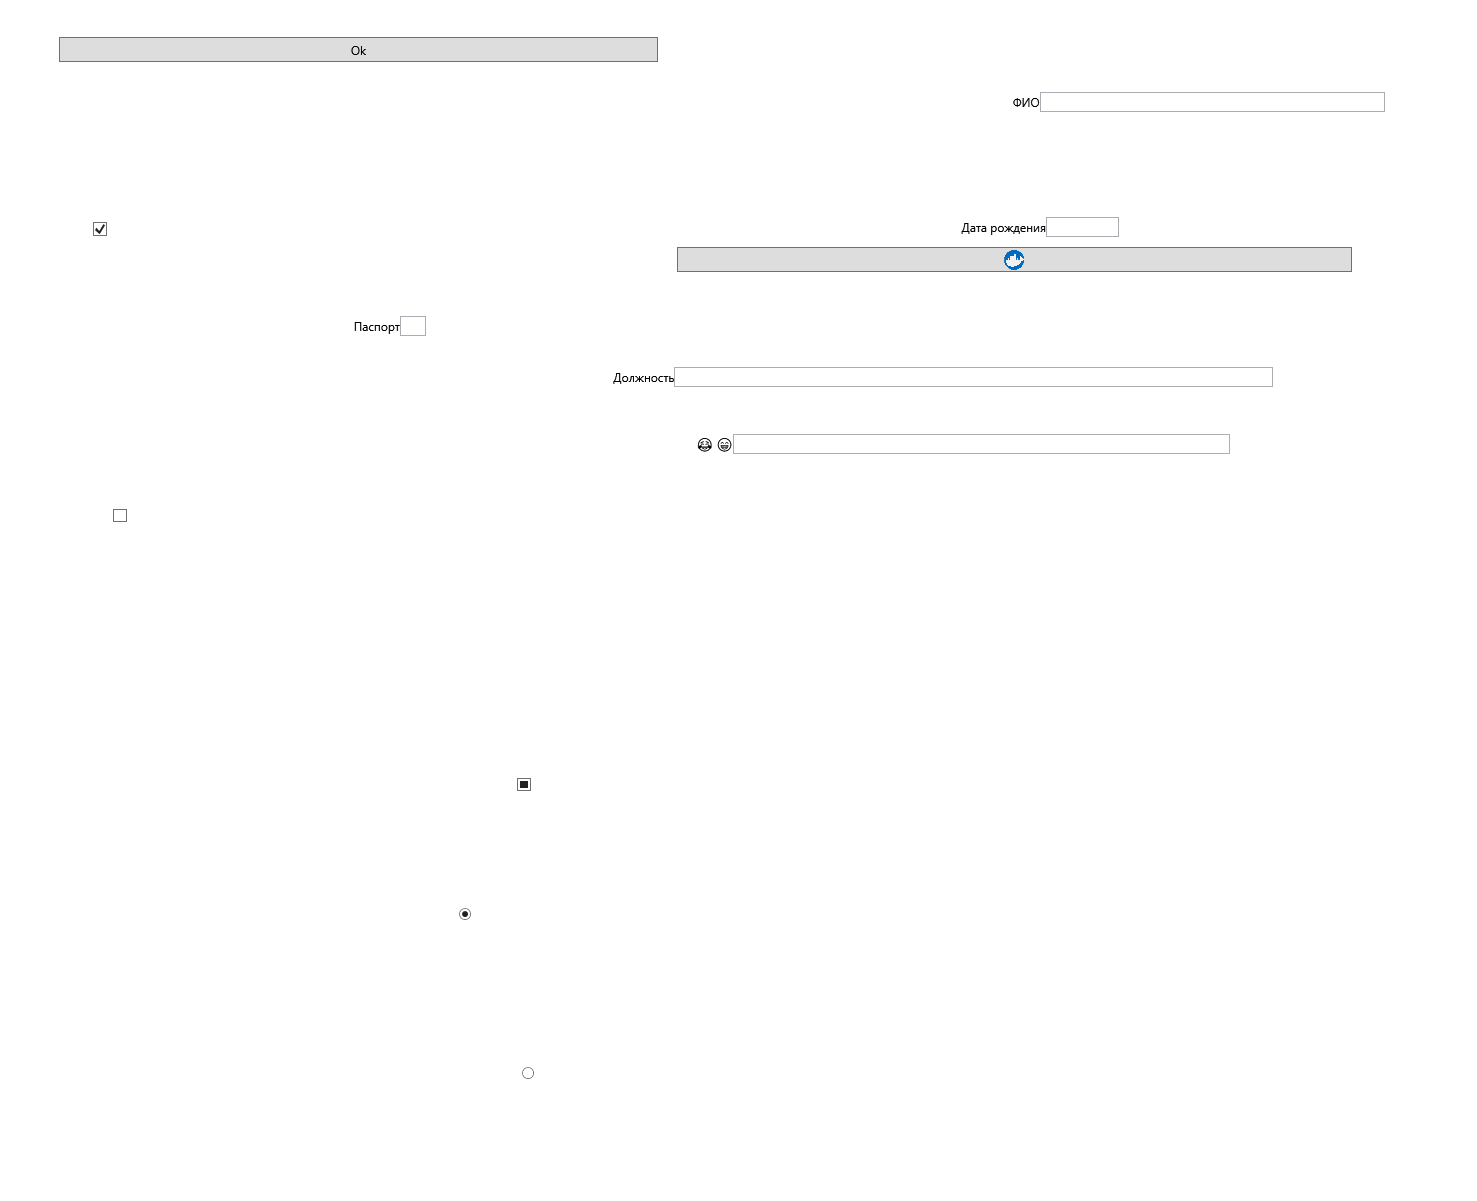 Ok
ФИО
Дата рождения
Паспорт
Должность
😂 😁